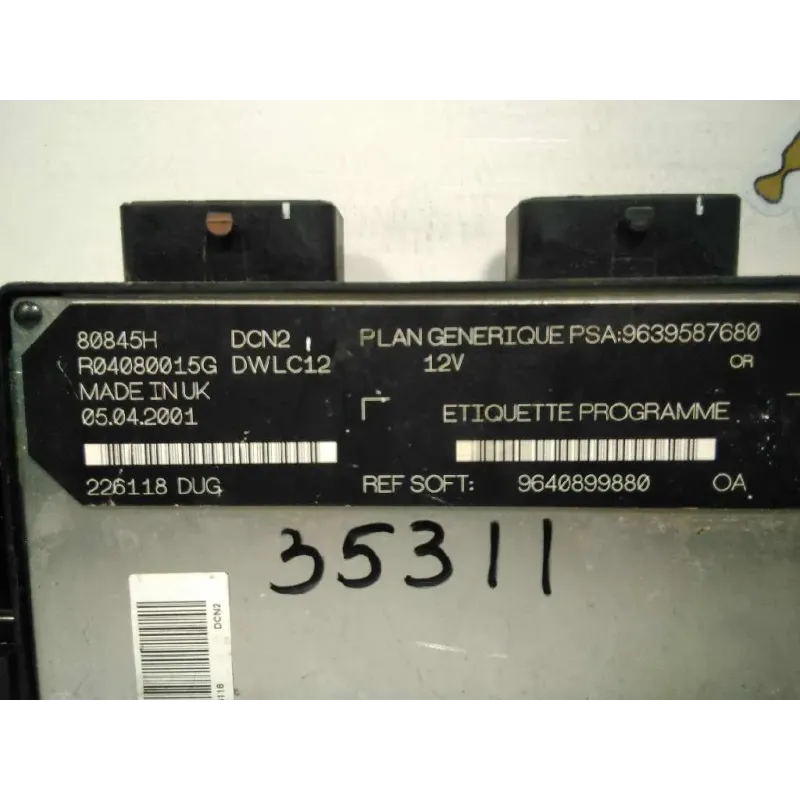 80845H DCN2 PLAN GENERIQUE PSA:9639587680
R04080015G DWLC12 12V OR
MADE IN UK
05.04.2001 ETIQUETTE PROGRAMME
226118 DUG REF SOFT: 9640899880 OA
35311
DCN2